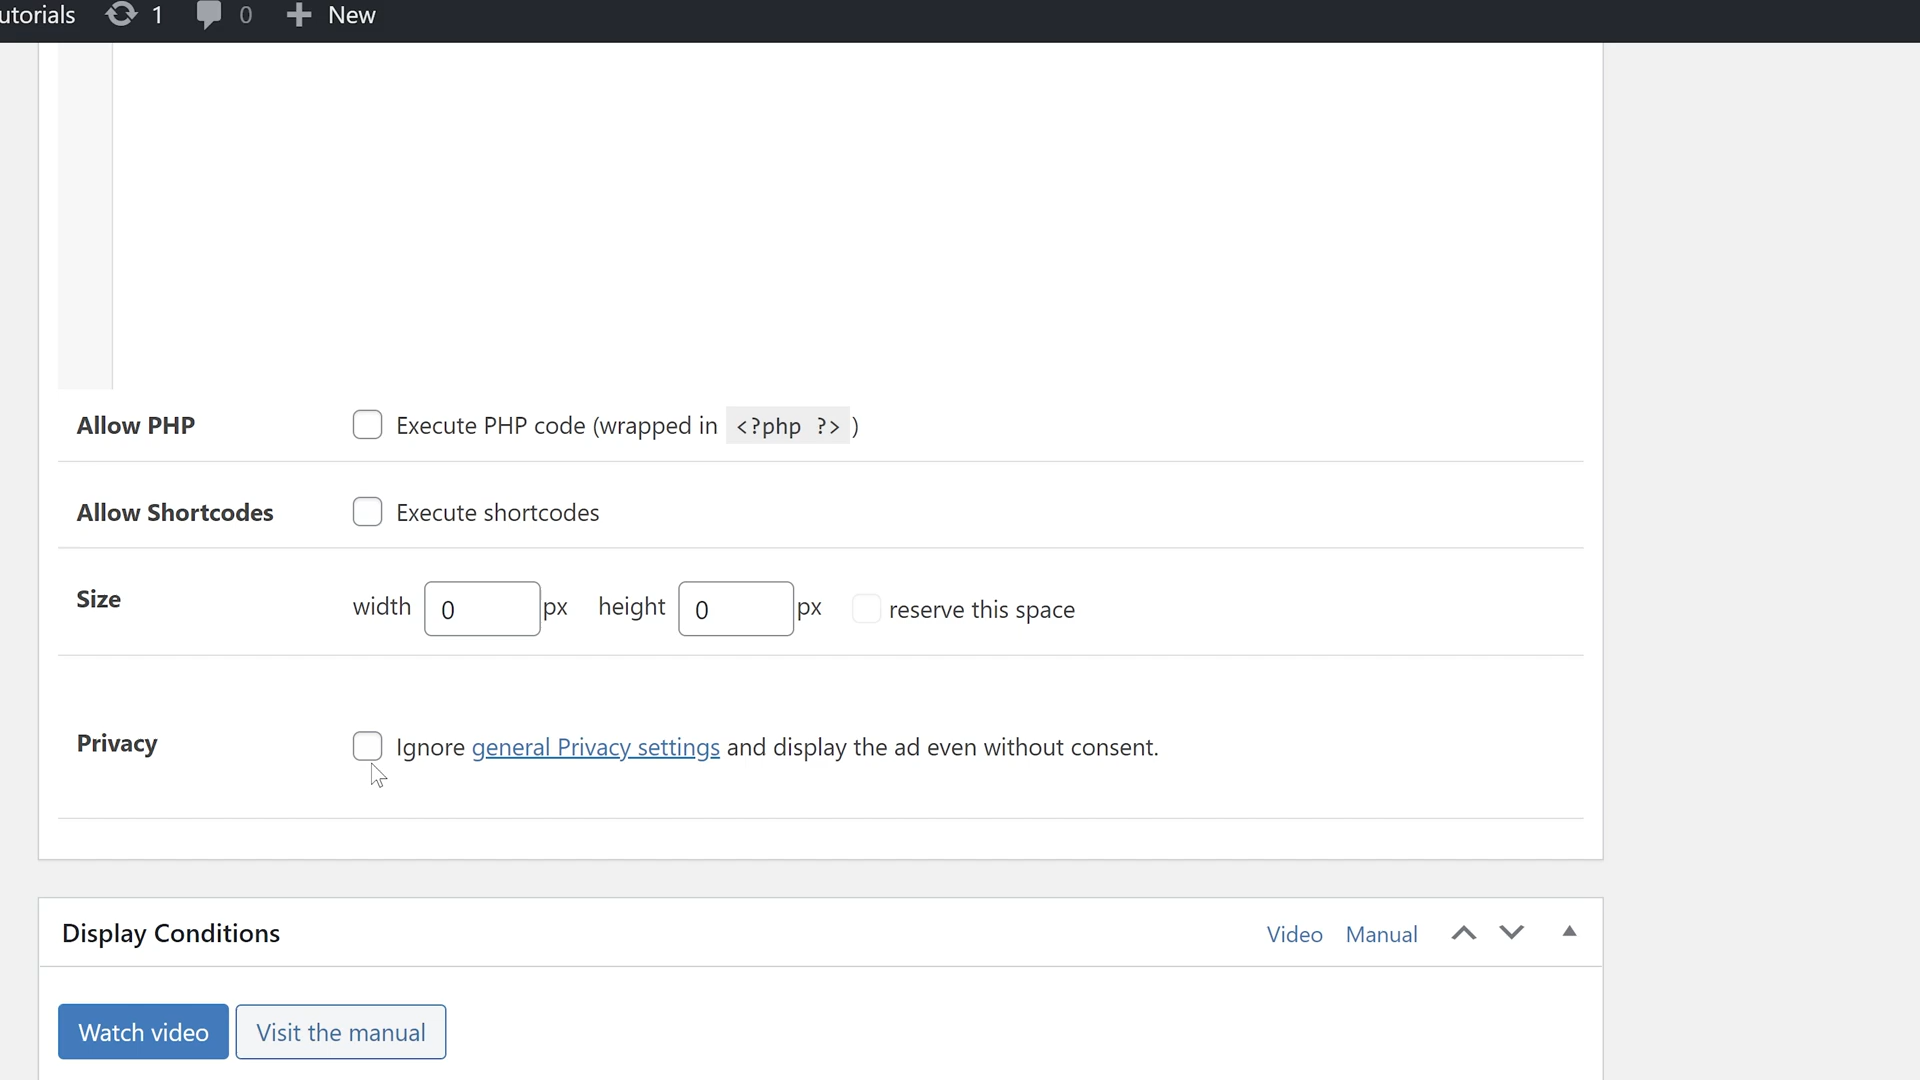 utorials 1 0 New
Allow PHP Execute PHP code (wrapped in <?php ?> )
Allow Shortcodes Execute shortcodes
Size width 0 px height 0 px reserve this space
Privacy Ignore general Privacy settings and display the ad even without consent.
Display Conditions Video Manual
Watch video Visit the manual